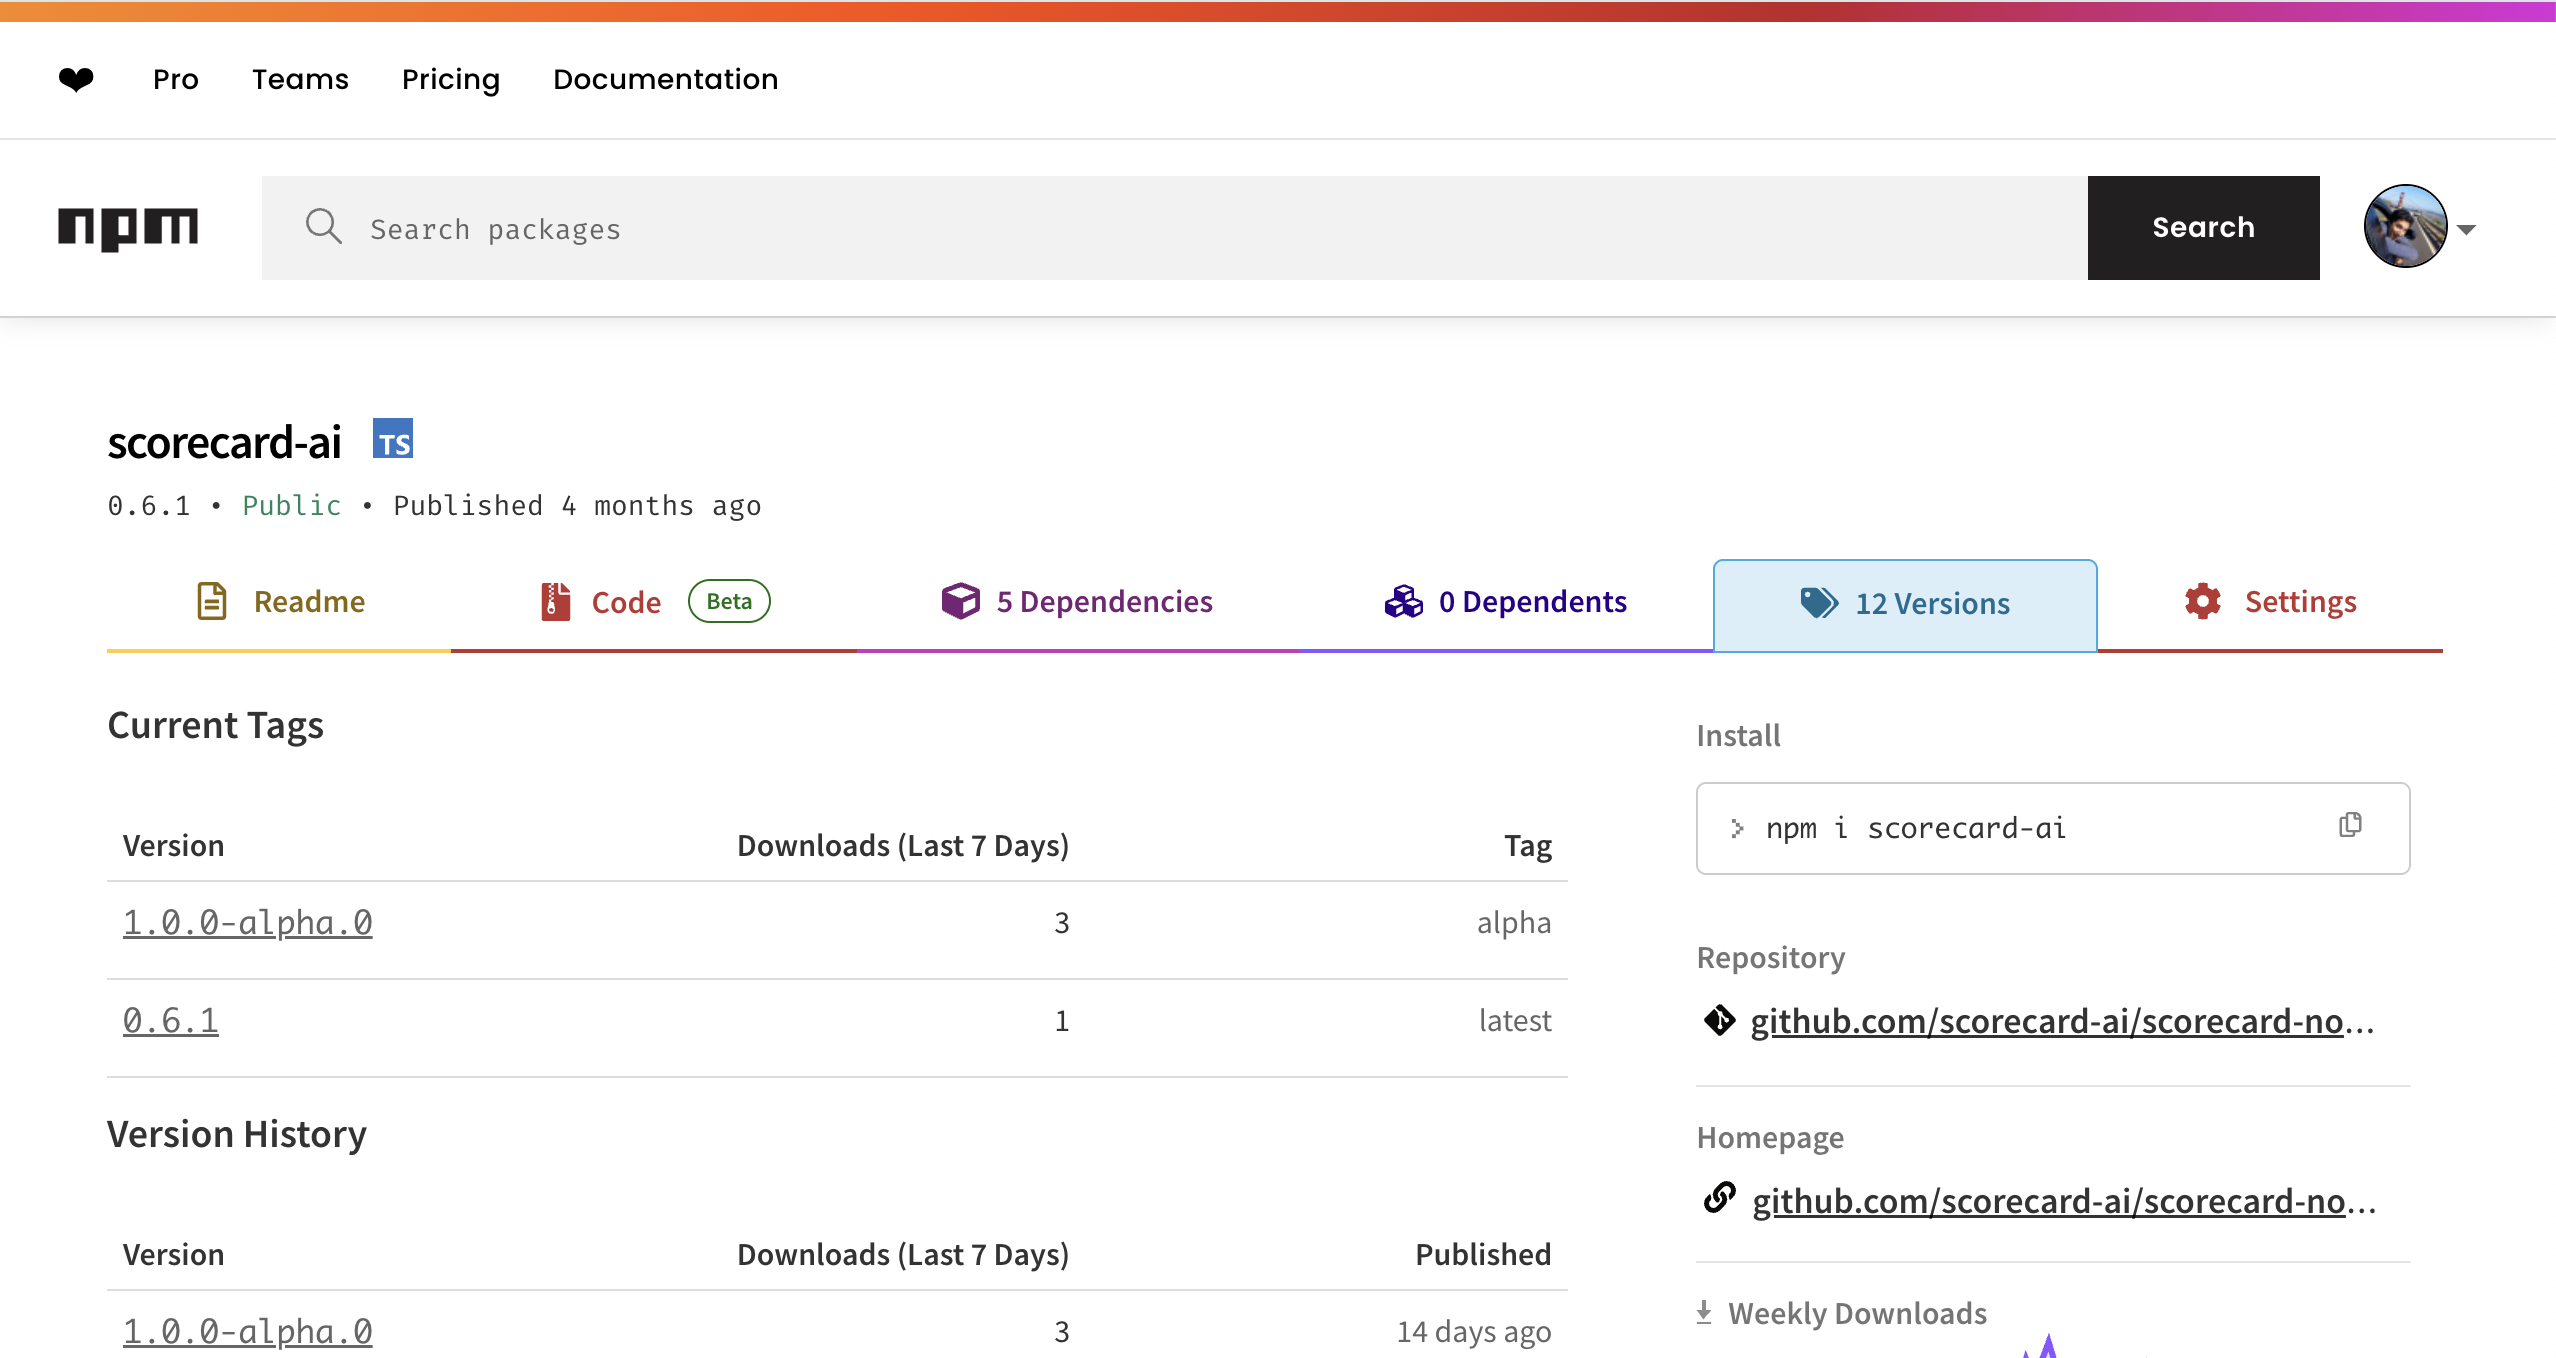 ❤ Pro Teams Pricing Documentation
npm Search packages Search
scorecard-ai TS
0.6.1 • Public • Published 4 months ago
Readme Code Beta 5 Dependencies 0 Dependents 12 Versions Settings
Current Tags
Version Downloads (Last 7 Days) Tag
1.0.0-alpha.0 3 alpha
0.6.1 1 latest
Version History
Version Downloads (Last 7 Days) Published
1.0.0-alpha.0 3 14 days ago
Install
> npm i scorecard-ai
Repository
github.com/scorecard-ai/scorecard-no...
Homepage
github.com/scorecard-ai/scorecard-no...
Weekly Downloads